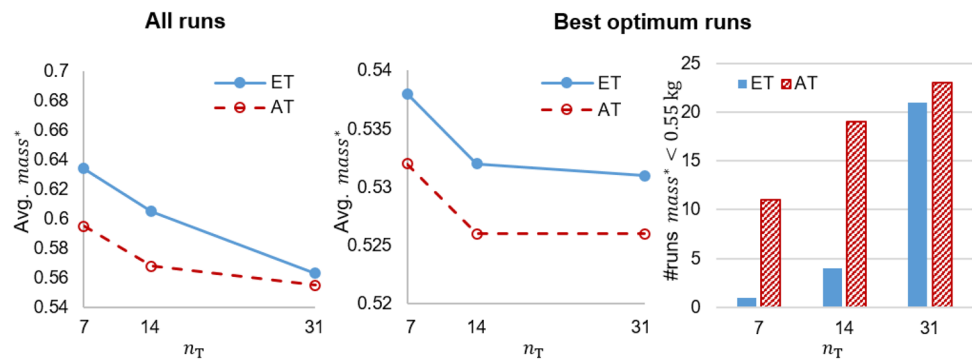 All runs
Best optimum runs
Avg. mass*
0.7
0.68
0.66
0.64
0.62
0.6
0.58
0.56
0.54
ET
AT
7
14
31
n_T
Avg. mass*
0.54
0.535
0.53
0.525
0.52
ET
AT
7
14
31
n_T
#runs mass* < 0.55 kg
25
20
15
10
5
0
ET
AT
7
14
31
n_T